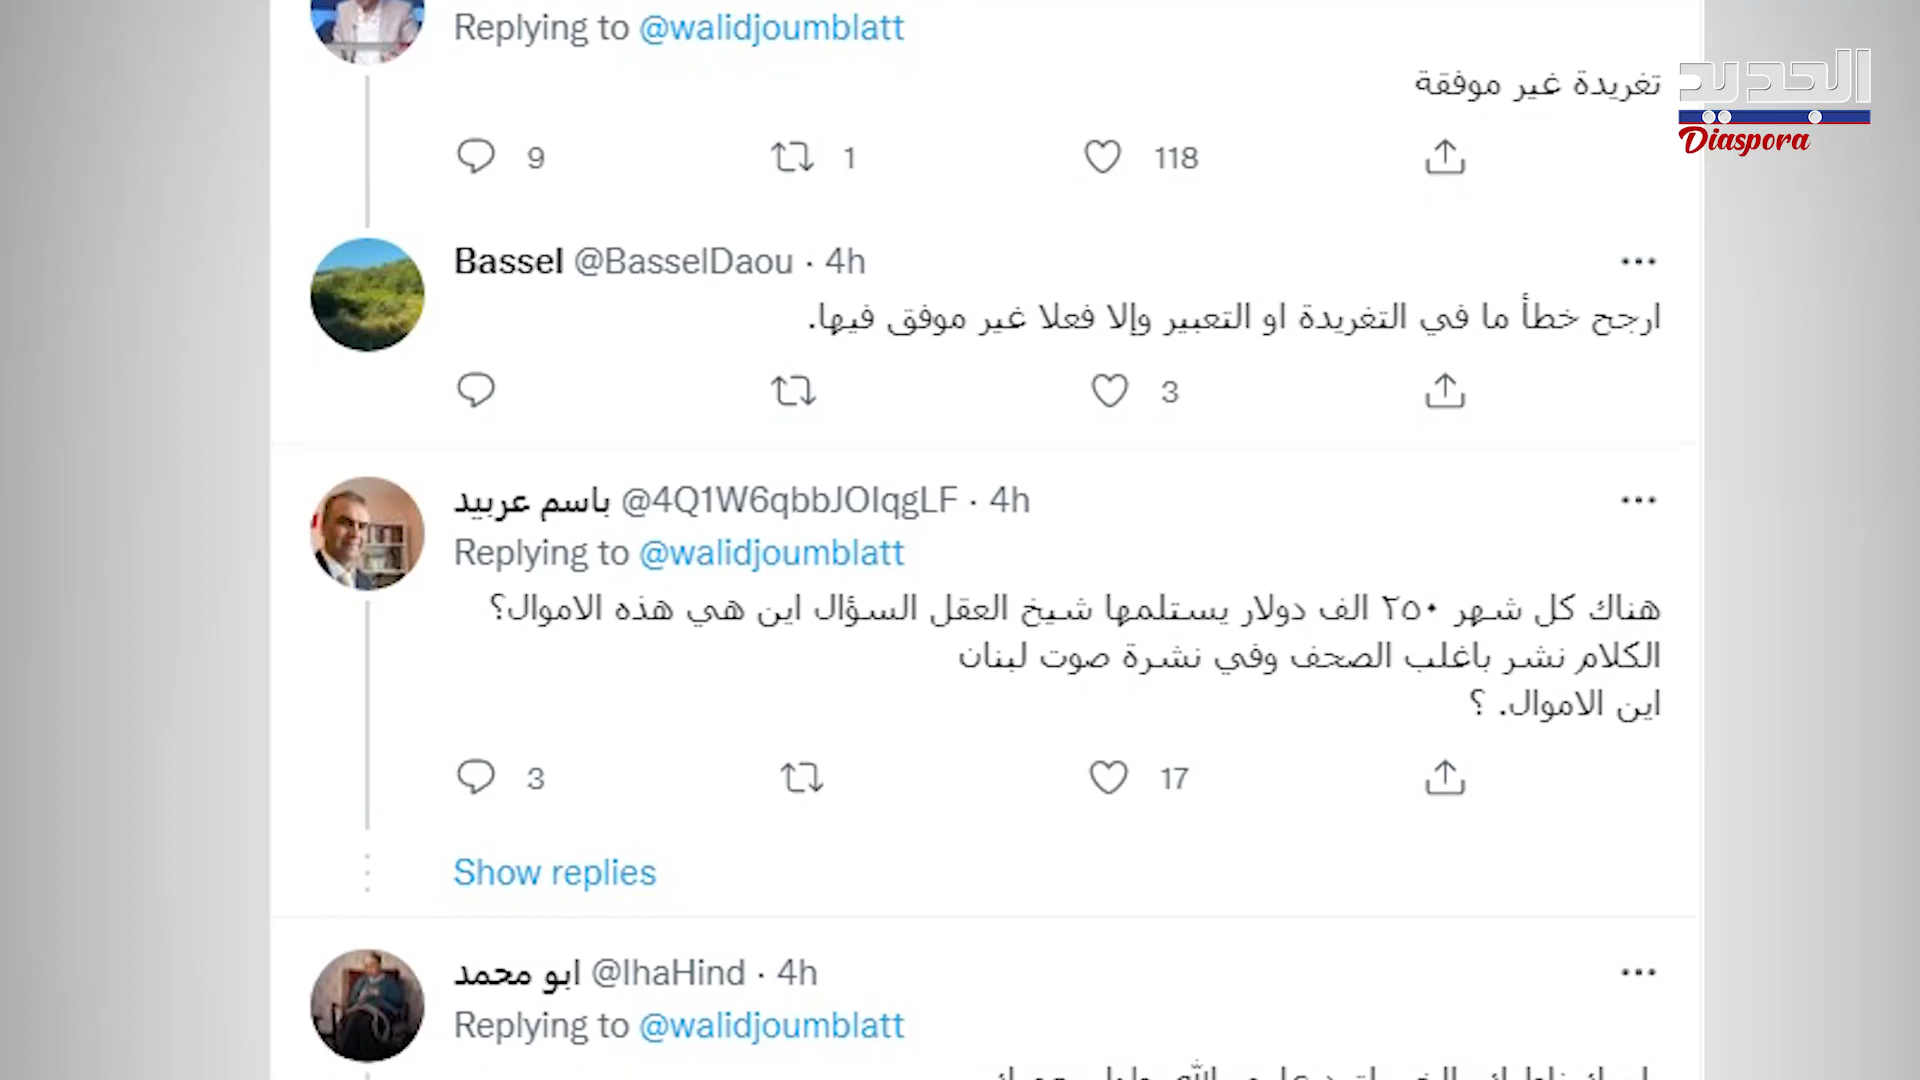 Replying to @walidjoumblatt
تغريدة غير موفقة
الجديد
Diaspora
9 1 118
Bassel @BasselDaou · 4h
ارجح خطأ ما في التغريدة او التعبير وإلا فعلا غير موفق فيها.
3
باسم عربيد @4Q1W6qbbJOlqgLF · 4h
Replying to @walidjoumblatt
هناك كل شهر ٢٥٠ الف دولار يستلمها شيخ العقل السؤال اين هي هذه الاموال؟
الكلام نشر باغلب الصحف وفي نشرة صوت لبنان
اين الاموال. ؟
3 17
Show replies
ابو محمد @IhaHind · 4h
Replying to @walidjoumblatt